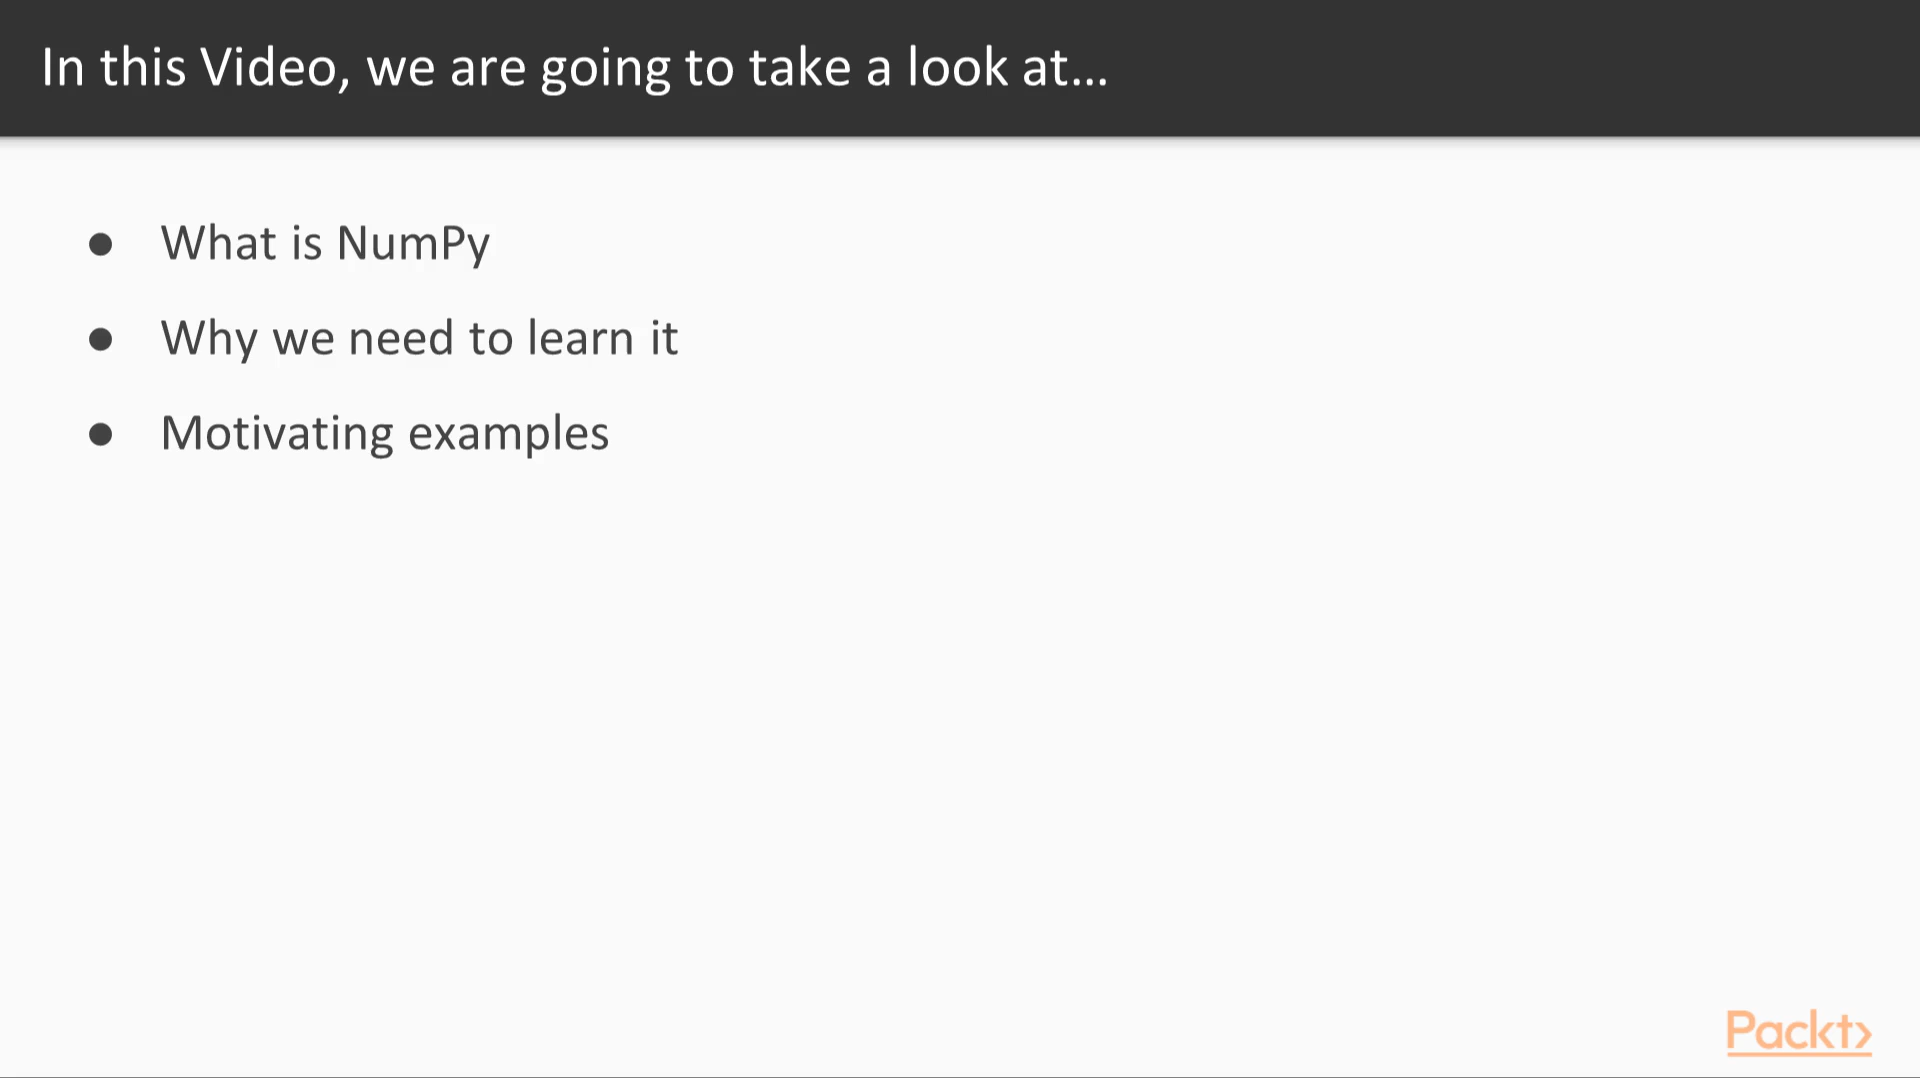 In this Video, we are going to take a look at...
● What is NumPy
● Why we need to learn it
● Motivating examples
Packt>